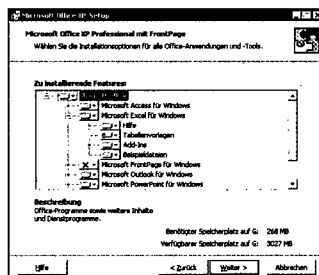 Microsoft Office XP Setup
Microsoft Office XP Professional mit FrontPage
Wählen Sie die Installationsoptionen für alle Office-Anwendungen und -Tools.
Zu installierende Features:
Microsoft Access für Windows
Microsoft Excel für Windows
Hilfe
Tabellenvorlagen
Add-Ins
Beispieldateien
Microsoft FrontPage für Windows
Microsoft Outlook für Windows
Microsoft PowerPoint für Windows
Beschreibung
Office-Programme sowie weitere Inhalte
und Dienstprogramme.
Benötigter Speicherplatz auf G: 268 MB
Verfügbarer Speicherplatz auf G: 3027 MB
Hilfe < Zurück Weiter > Abbrechen